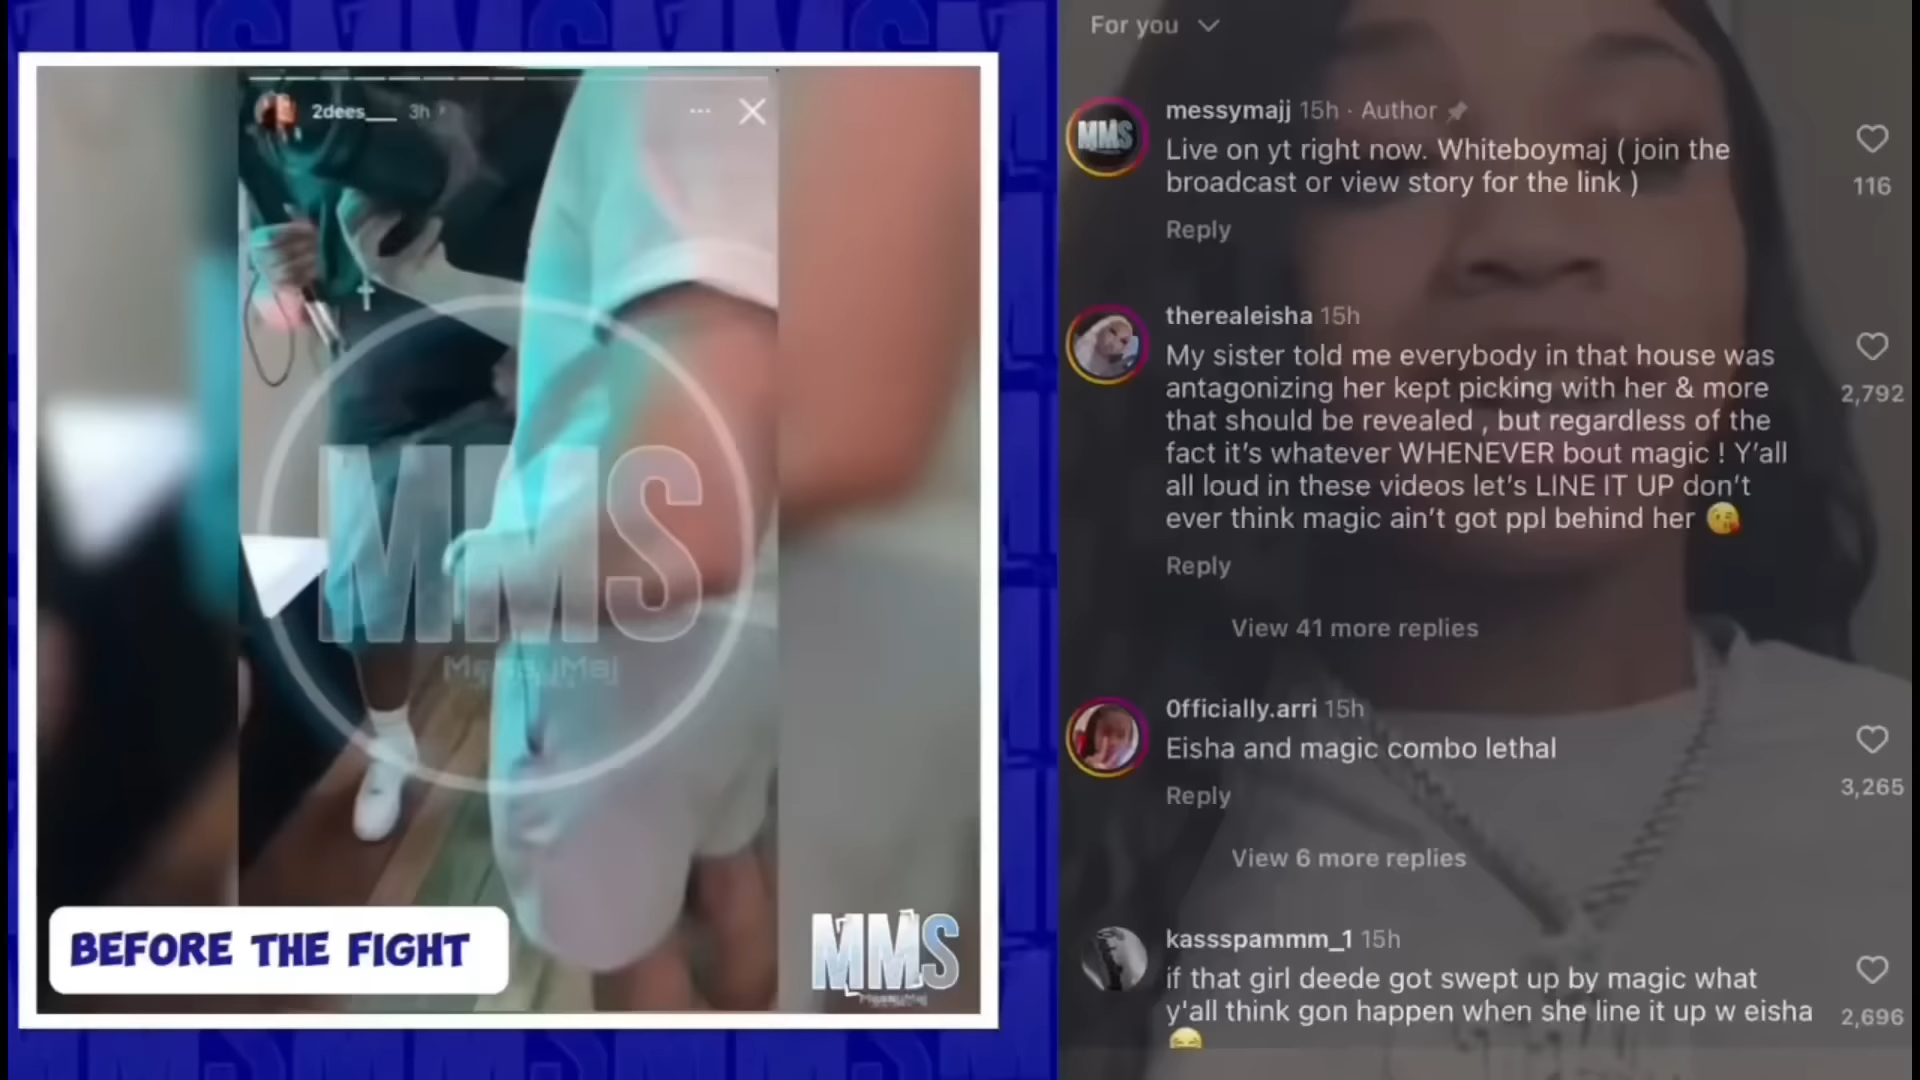 2dees___ 3h
MMS
MessyMaj
BEFORE THE FIGHT
MMS
MessyMaj
For you
messymajj 15h · Author
Live on yt right now. Whiteboymaj ( join the
broadcast or view story for the link )
116
Reply
therealeisha 15h
My sister told me everybody in that house was
antagonizing her kept picking with her & more
2,792
that should be revealed , but regardless of the
fact it’s whatever WHENEVER bout magic ! Y’all
all loud in these videos let’s LINE IT UP don’t
ever think magic ain’t got ppl behind her 😘
Reply
View 41 more replies
0fficially.arri 15h
Eisha and magic combo lethal
3,265
Reply
View 6 more replies
kassspammm_1 15h
if that girl deede got swept up by magic what
y'all think gon happen when she line it up w eisha
2,696
😂
MMS